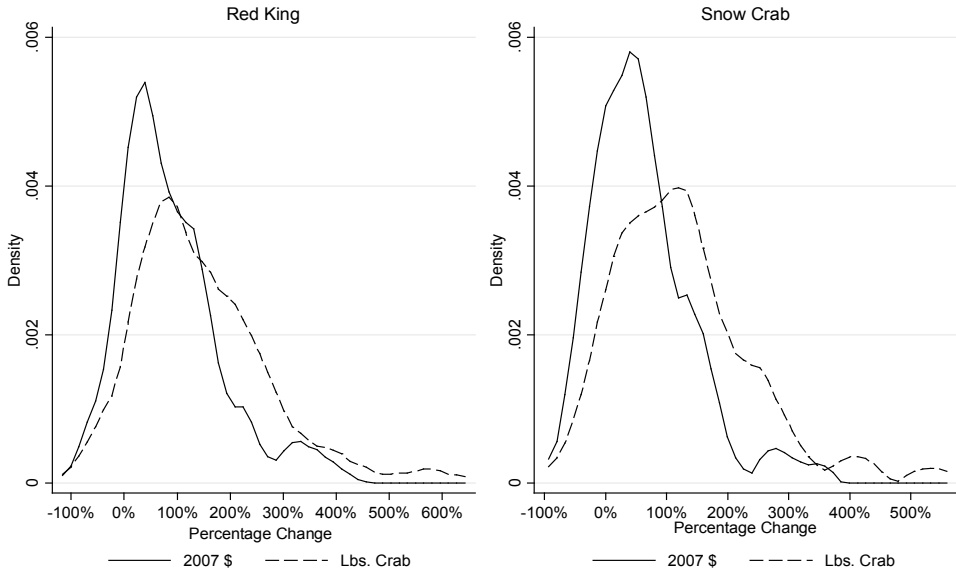 Red King
.006
.004
.002
0
Density
-100% 0% 100% 200% 300% 400% 500% 600%
Percentage Change
2007 $ Lbs. Crab
Snow Crab
.006
.004
.002
0
Density
-100% 0% 100% 200% 300% 400% 500%
Percentage Change
2007 $ Lbs. Crab